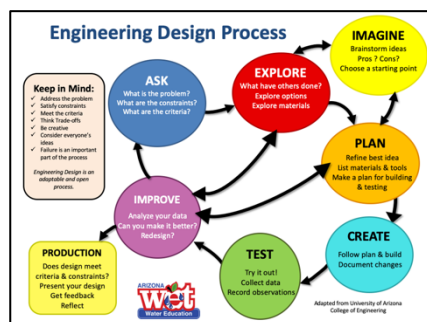 Engineering Design Process
Keep in Mind:
✓ Address the problem
✓ Satisfy constraints
✓ Meet the criteria
✓ Think Trade-offs
✓ Be creative
✓ Consider everyone's
ideas
✓ Failure is an important
part of the process
Engineering Design is an
adaptable and open
process.
ASK
What is the problem?
What are the constraints?
What are the criteria?
EXPLORE
What have others done?
Explore options
Explore materials
IMAGINE
Brainstorm ideas
Pros ? Cons?
Choose a starting point
PLAN
Refine best idea
List materials & tools
Make a plan for building
& testing
CREATE
Follow plan & build
Document changes
TEST
Try it out!
Collect data
Record observations
IMPROVE
Analyze your data
Can you make it better?
Redesign?
PRODUCTION
Does design meet
criteria & constraints?
Present your design
Get feedback
Reflect
ARIZONA
wet
Water Education
Adapted from University of Arizona
College of Engineering